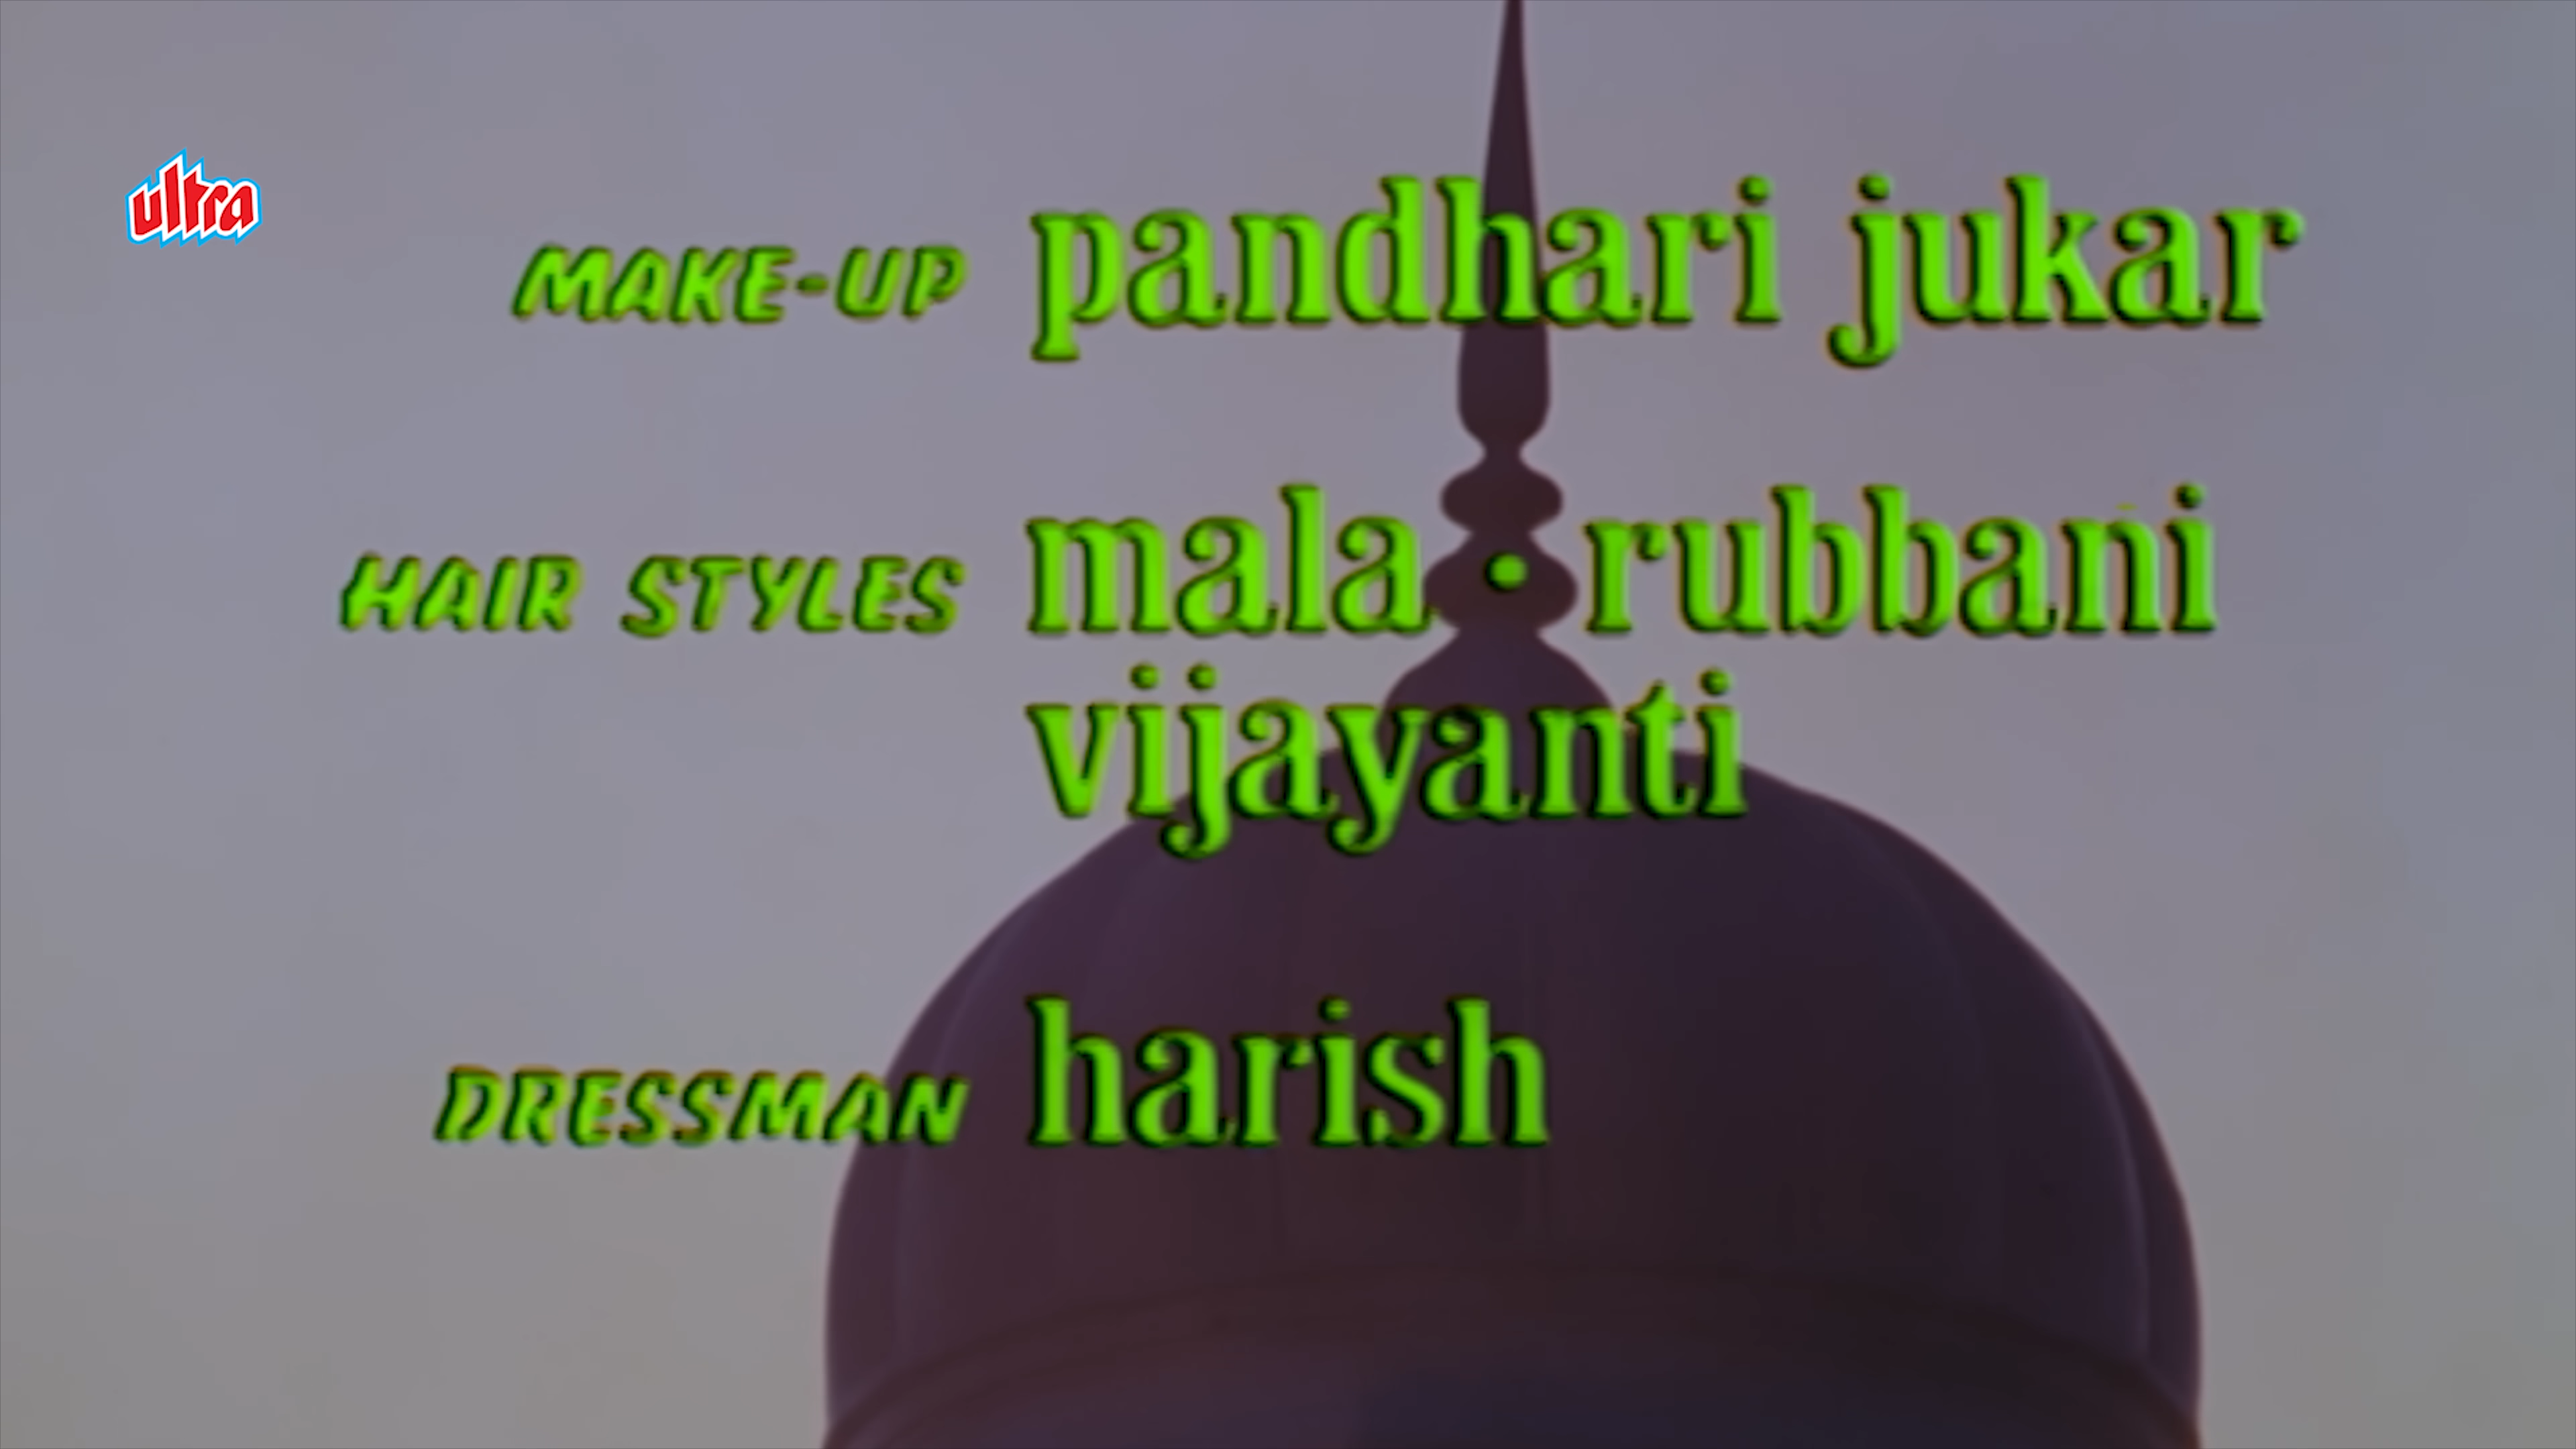 ultra
MAKE-UP pandhari jukar
HAIR STYLES mala • rubbani
vijayanti
DRESSMAN harish